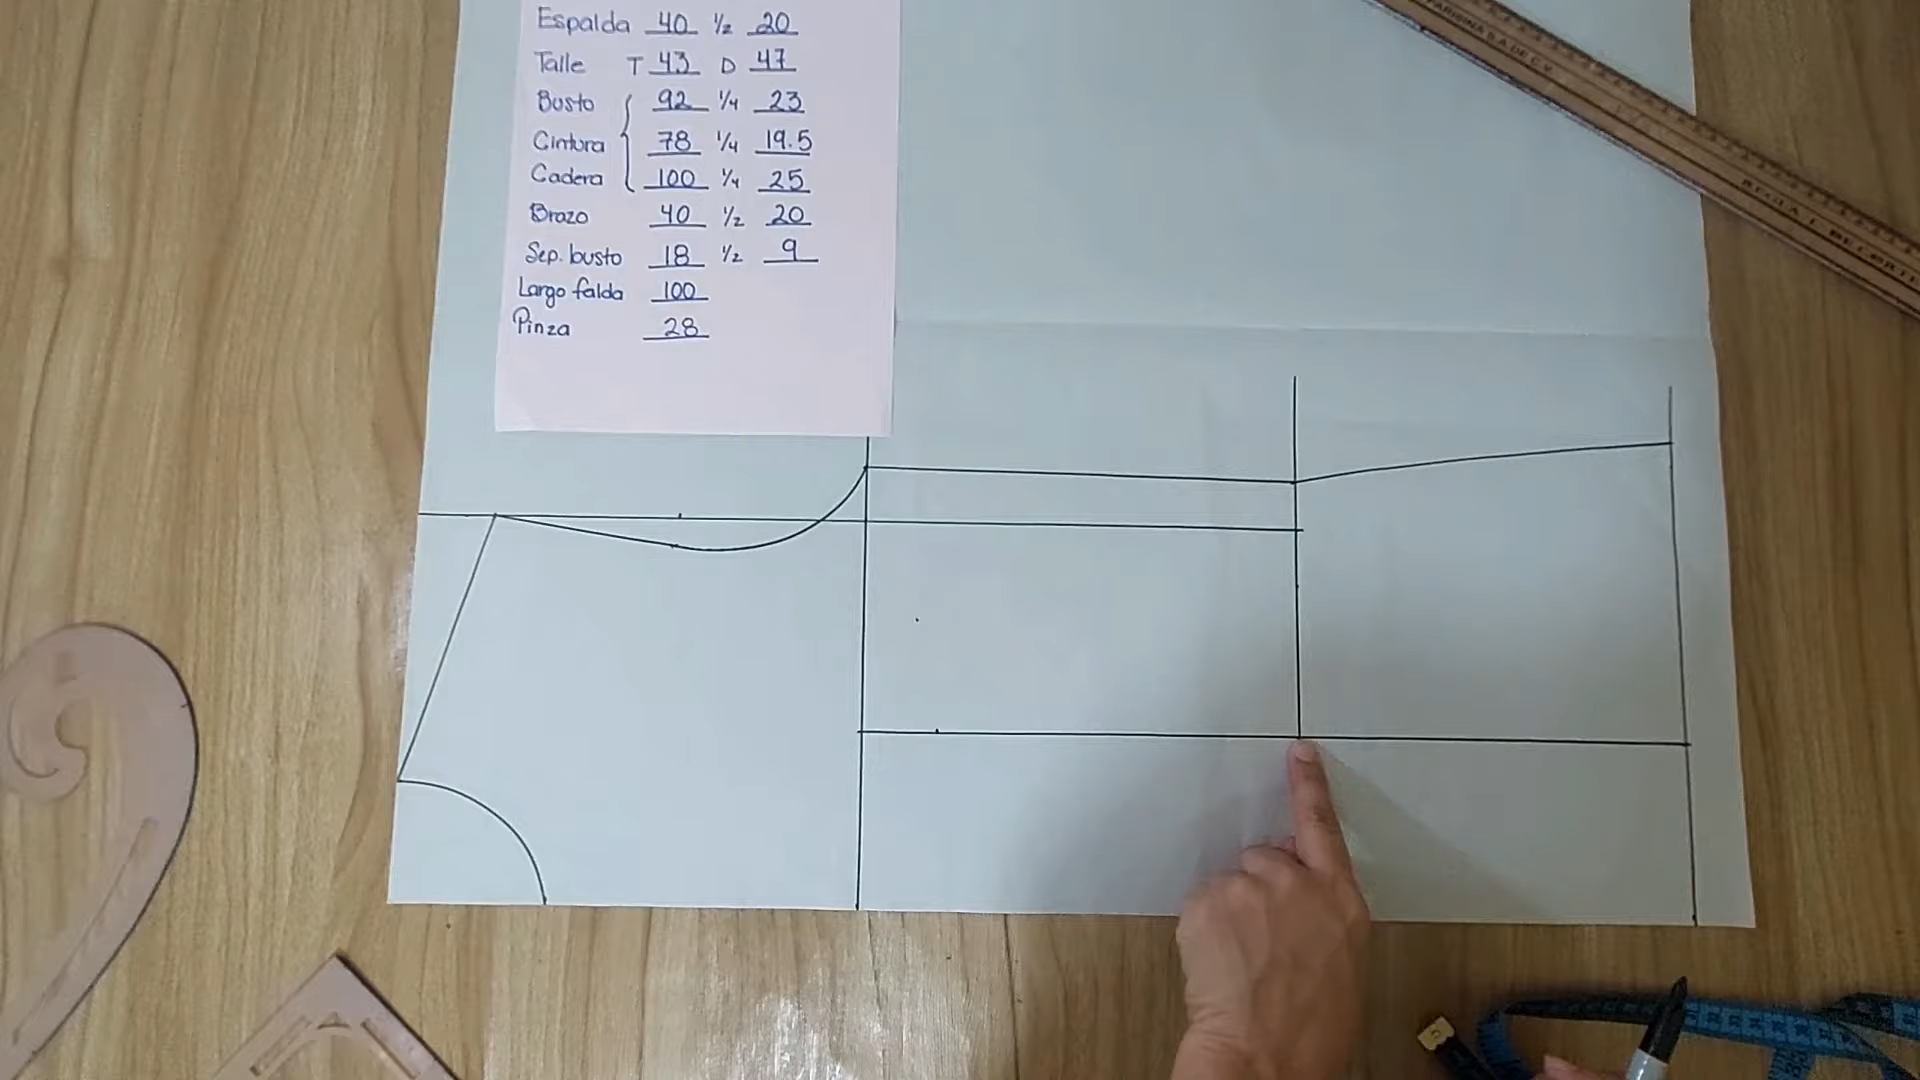 Espalda 40 ½ 20
Talle T 43 D 47
Busto 92 ¼ 23
Cintura 78 ¼ 19.5
Cadera 100 ¼ 25
Brazo 40 ½ 20
Sep. busto 18 ½ 9
Largo falda 100
Pinza 28